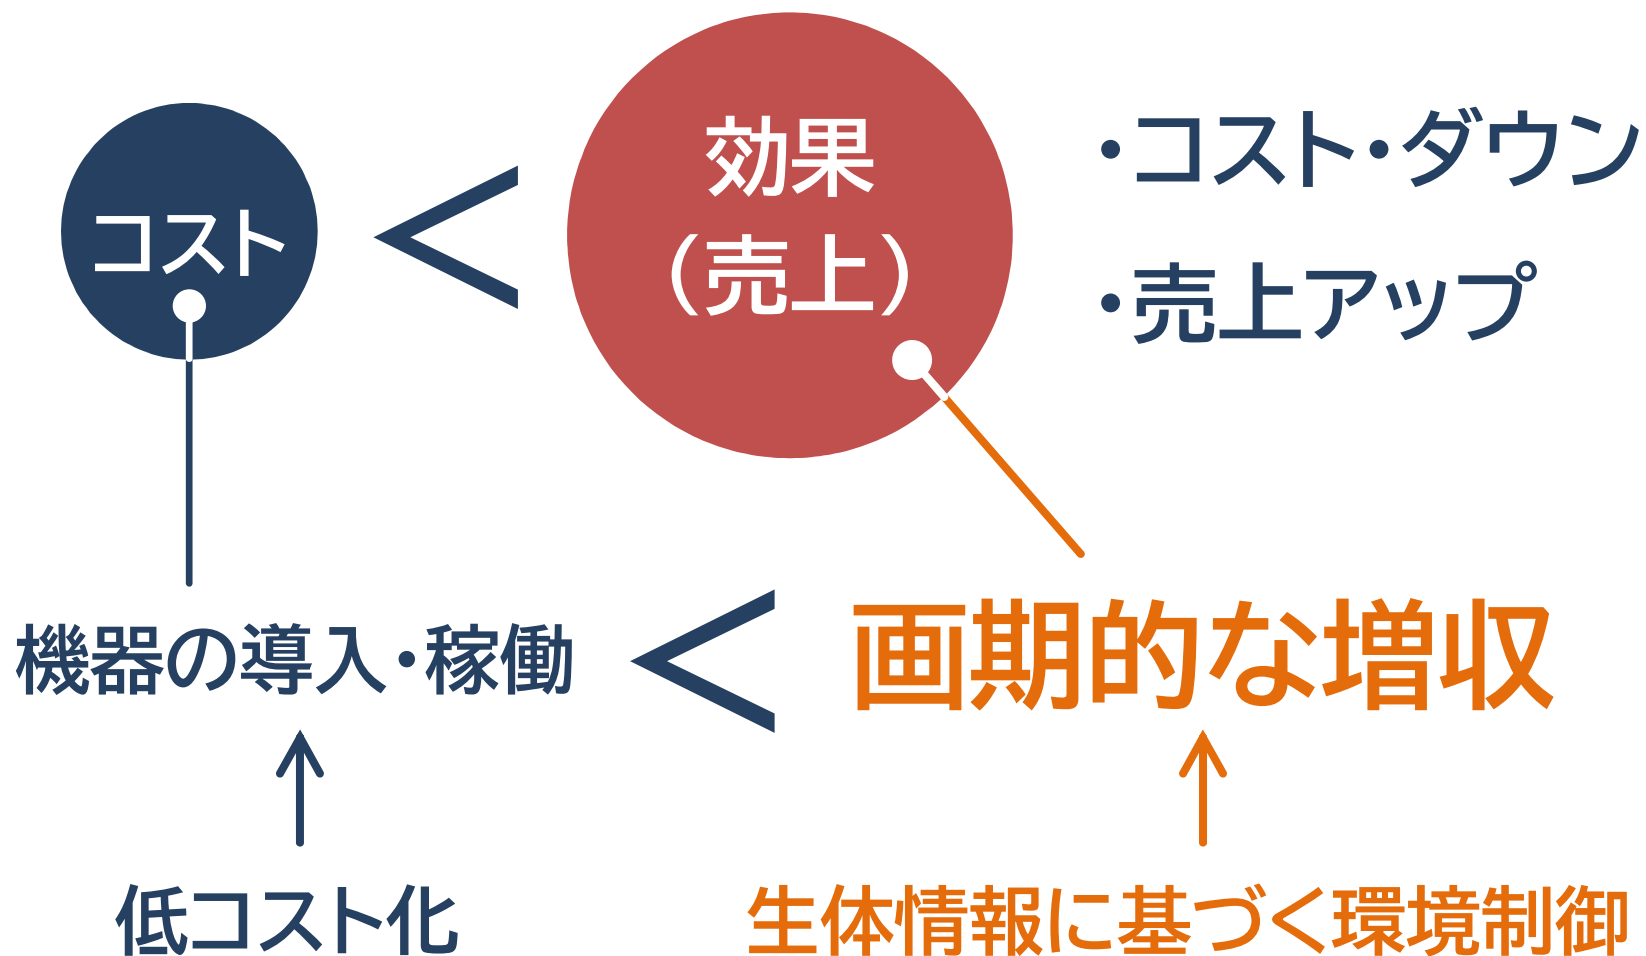 コスト
<
効果
（売上）
・コスト・ダウン
・売上アップ
機器の導入・稼働
<
画期的な増収
低コスト化
生体情報に基づく環境制御